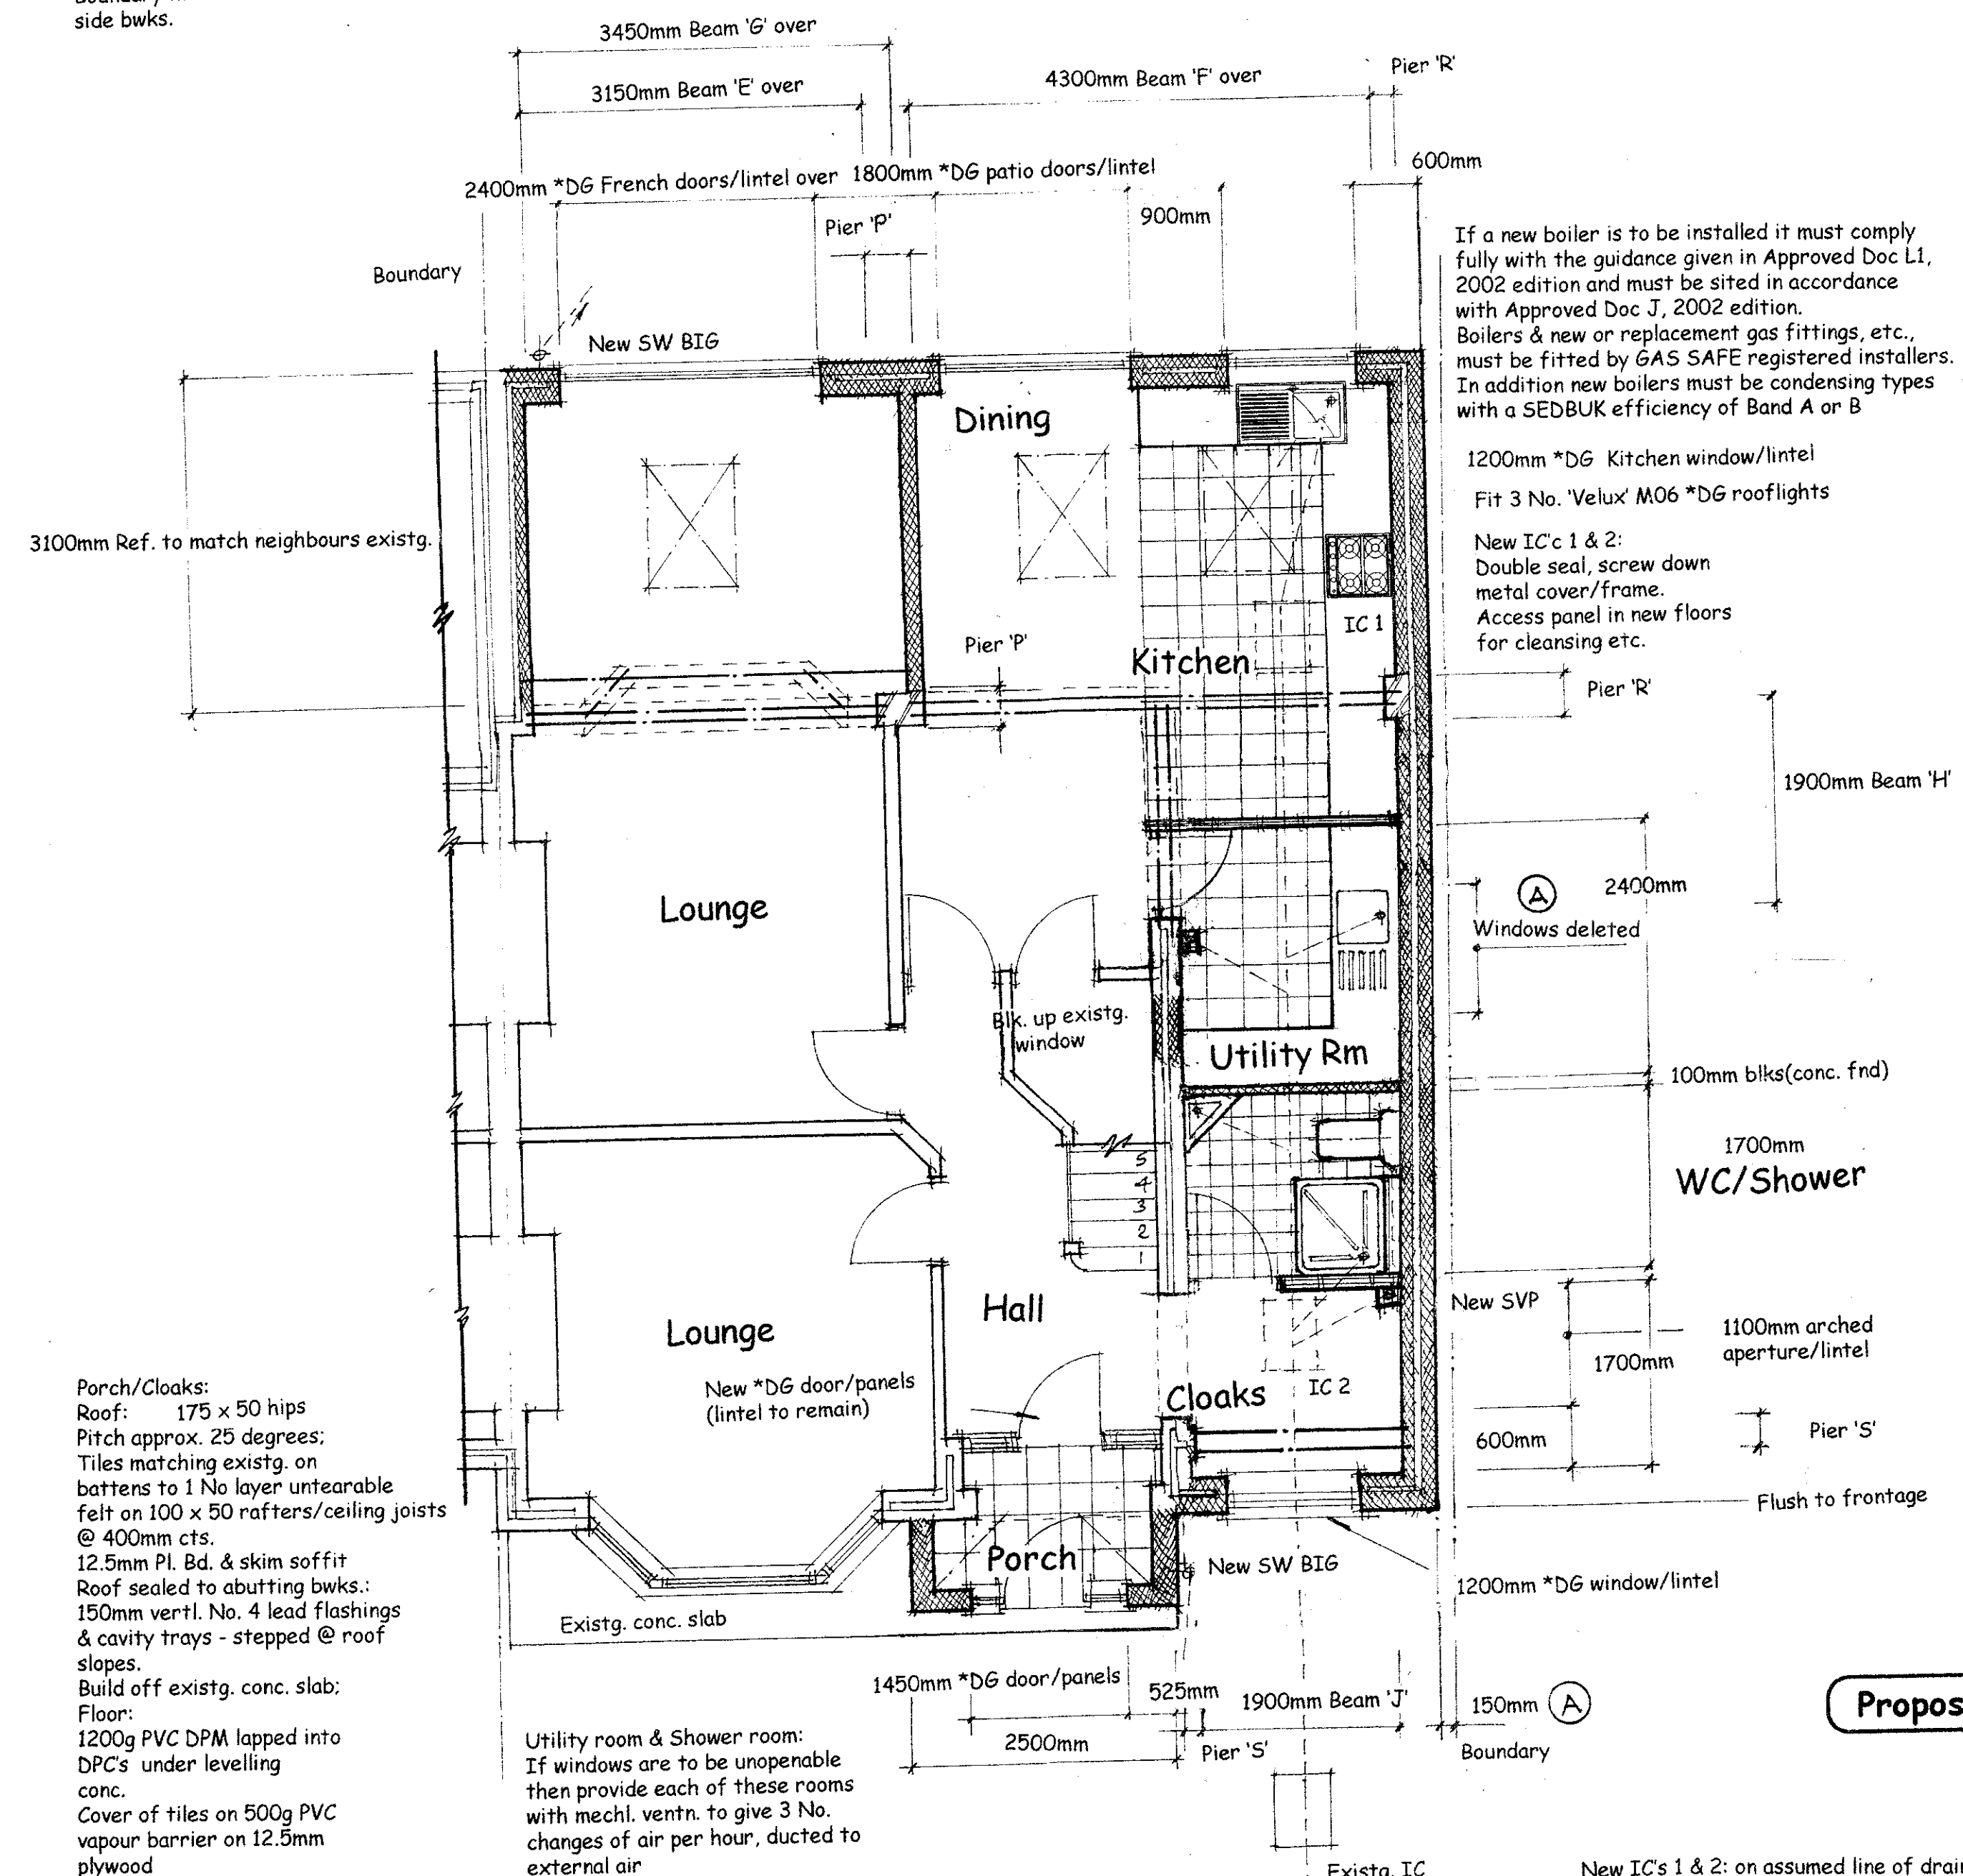 side bwks.
3450mm Beam 'G' over
3150mm Beam 'E' over
4300mm Beam 'F' over
Pier 'R'
600mm
2400mm *DG French doors/lintel over
1800mm *DG patio doors/lintel
Pier 'P'
900mm
Boundary
New SW BIG
If a new boiler is to be installed it must comply
fully with the guidance given in Approved Doc L1,
2002 edition and must be sited in accordance
with Approved Doc J, 2002 edition.
Boilers & new or replacement gas fittings, etc.,
must be fitted by GAS SAFE registered installers.
In addition new boilers must be condensing types
with a SEDBUK efficiency of Band A or B
Dining
1200mm *DG Kitchen window/lintel
Fit 3 No. 'Velux' M06 *DG rooflights
3100mm Ref. to match neighbours existg.
New IC'c 1 & 2:
Double seal, screw down
metal cover/frame.
Access panel in new floors
for cleansing etc.
IC 1
Pier 'P'
Kitchen
Pier 'R'
1900mm Beam 'H'
Lounge
A
2400mm
Windows deleted
Blk. up existg.
window
Utility Rm
100mm blks(conc. fnd)
1700mm
WC/Shower
5
4
3
2
1
Hall
New SVP
Lounge
1100mm arched
aperture/lintel
1700mm
New *DG door/panels
(lintel to remain)
Cloaks
IC 2
600mm
Pier 'S'
Flush to frontage
Porch/Cloaks:
Roof: 175 x 50 hips
Pitch approx. 25 degrees;
Tiles matching existg. on
battens to 1 No layer untearable
felt on 100 x 50 rafters/ceiling joists
@ 400mm cts.
12.5mm Pl. Bd. & skim soffit
Roof sealed to abutting bwks.:
150mm vertl. No. 4 lead flashings
& cavity trays - stepped @ roof
slopes.
Build off existg. conc. slab;
Floor:
1200g PVC DPM lapped into
DPC's under levelling
conc.
Cover of tiles on 500g PVC
vapour barrier on 12.5mm
plywood
Porch
New SW BIG
1200mm *DG window/lintel
Existg. conc. slab
1450mm *DG door/panels
525mm
1900mm Beam 'J'
150mm
A
2500mm
Pier 'S'
Boundary
Propos
Utility room & Shower room:
If windows are to be unopenable
then provide each of these rooms
with mechl. ventn. to give 3 No.
changes of air per hour, ducted to
external air
Existg. IC
New IC's 1 & 2: on assumed line of drain